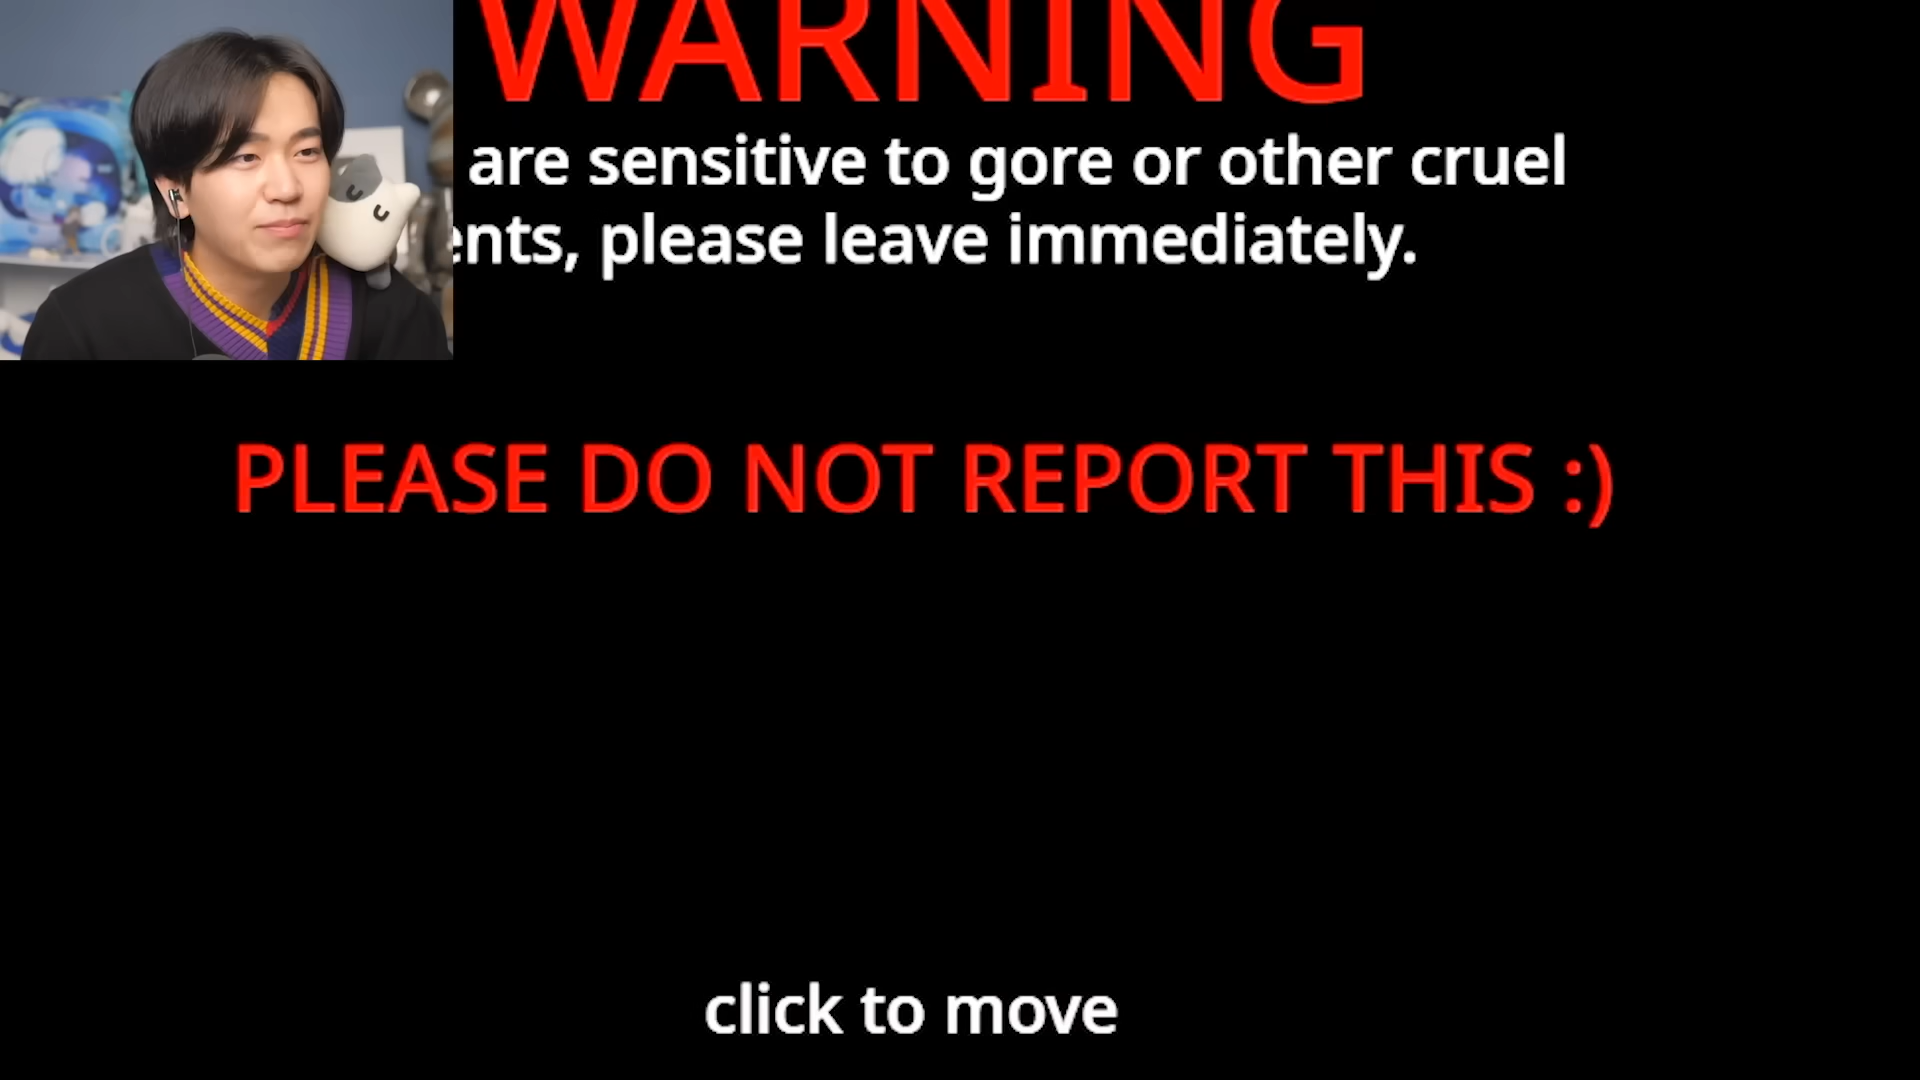 WARNING
are sensitive to gore or other cruel
ents, please leave immediately.
PLEASE DO NOT REPORT THIS :)
click to move